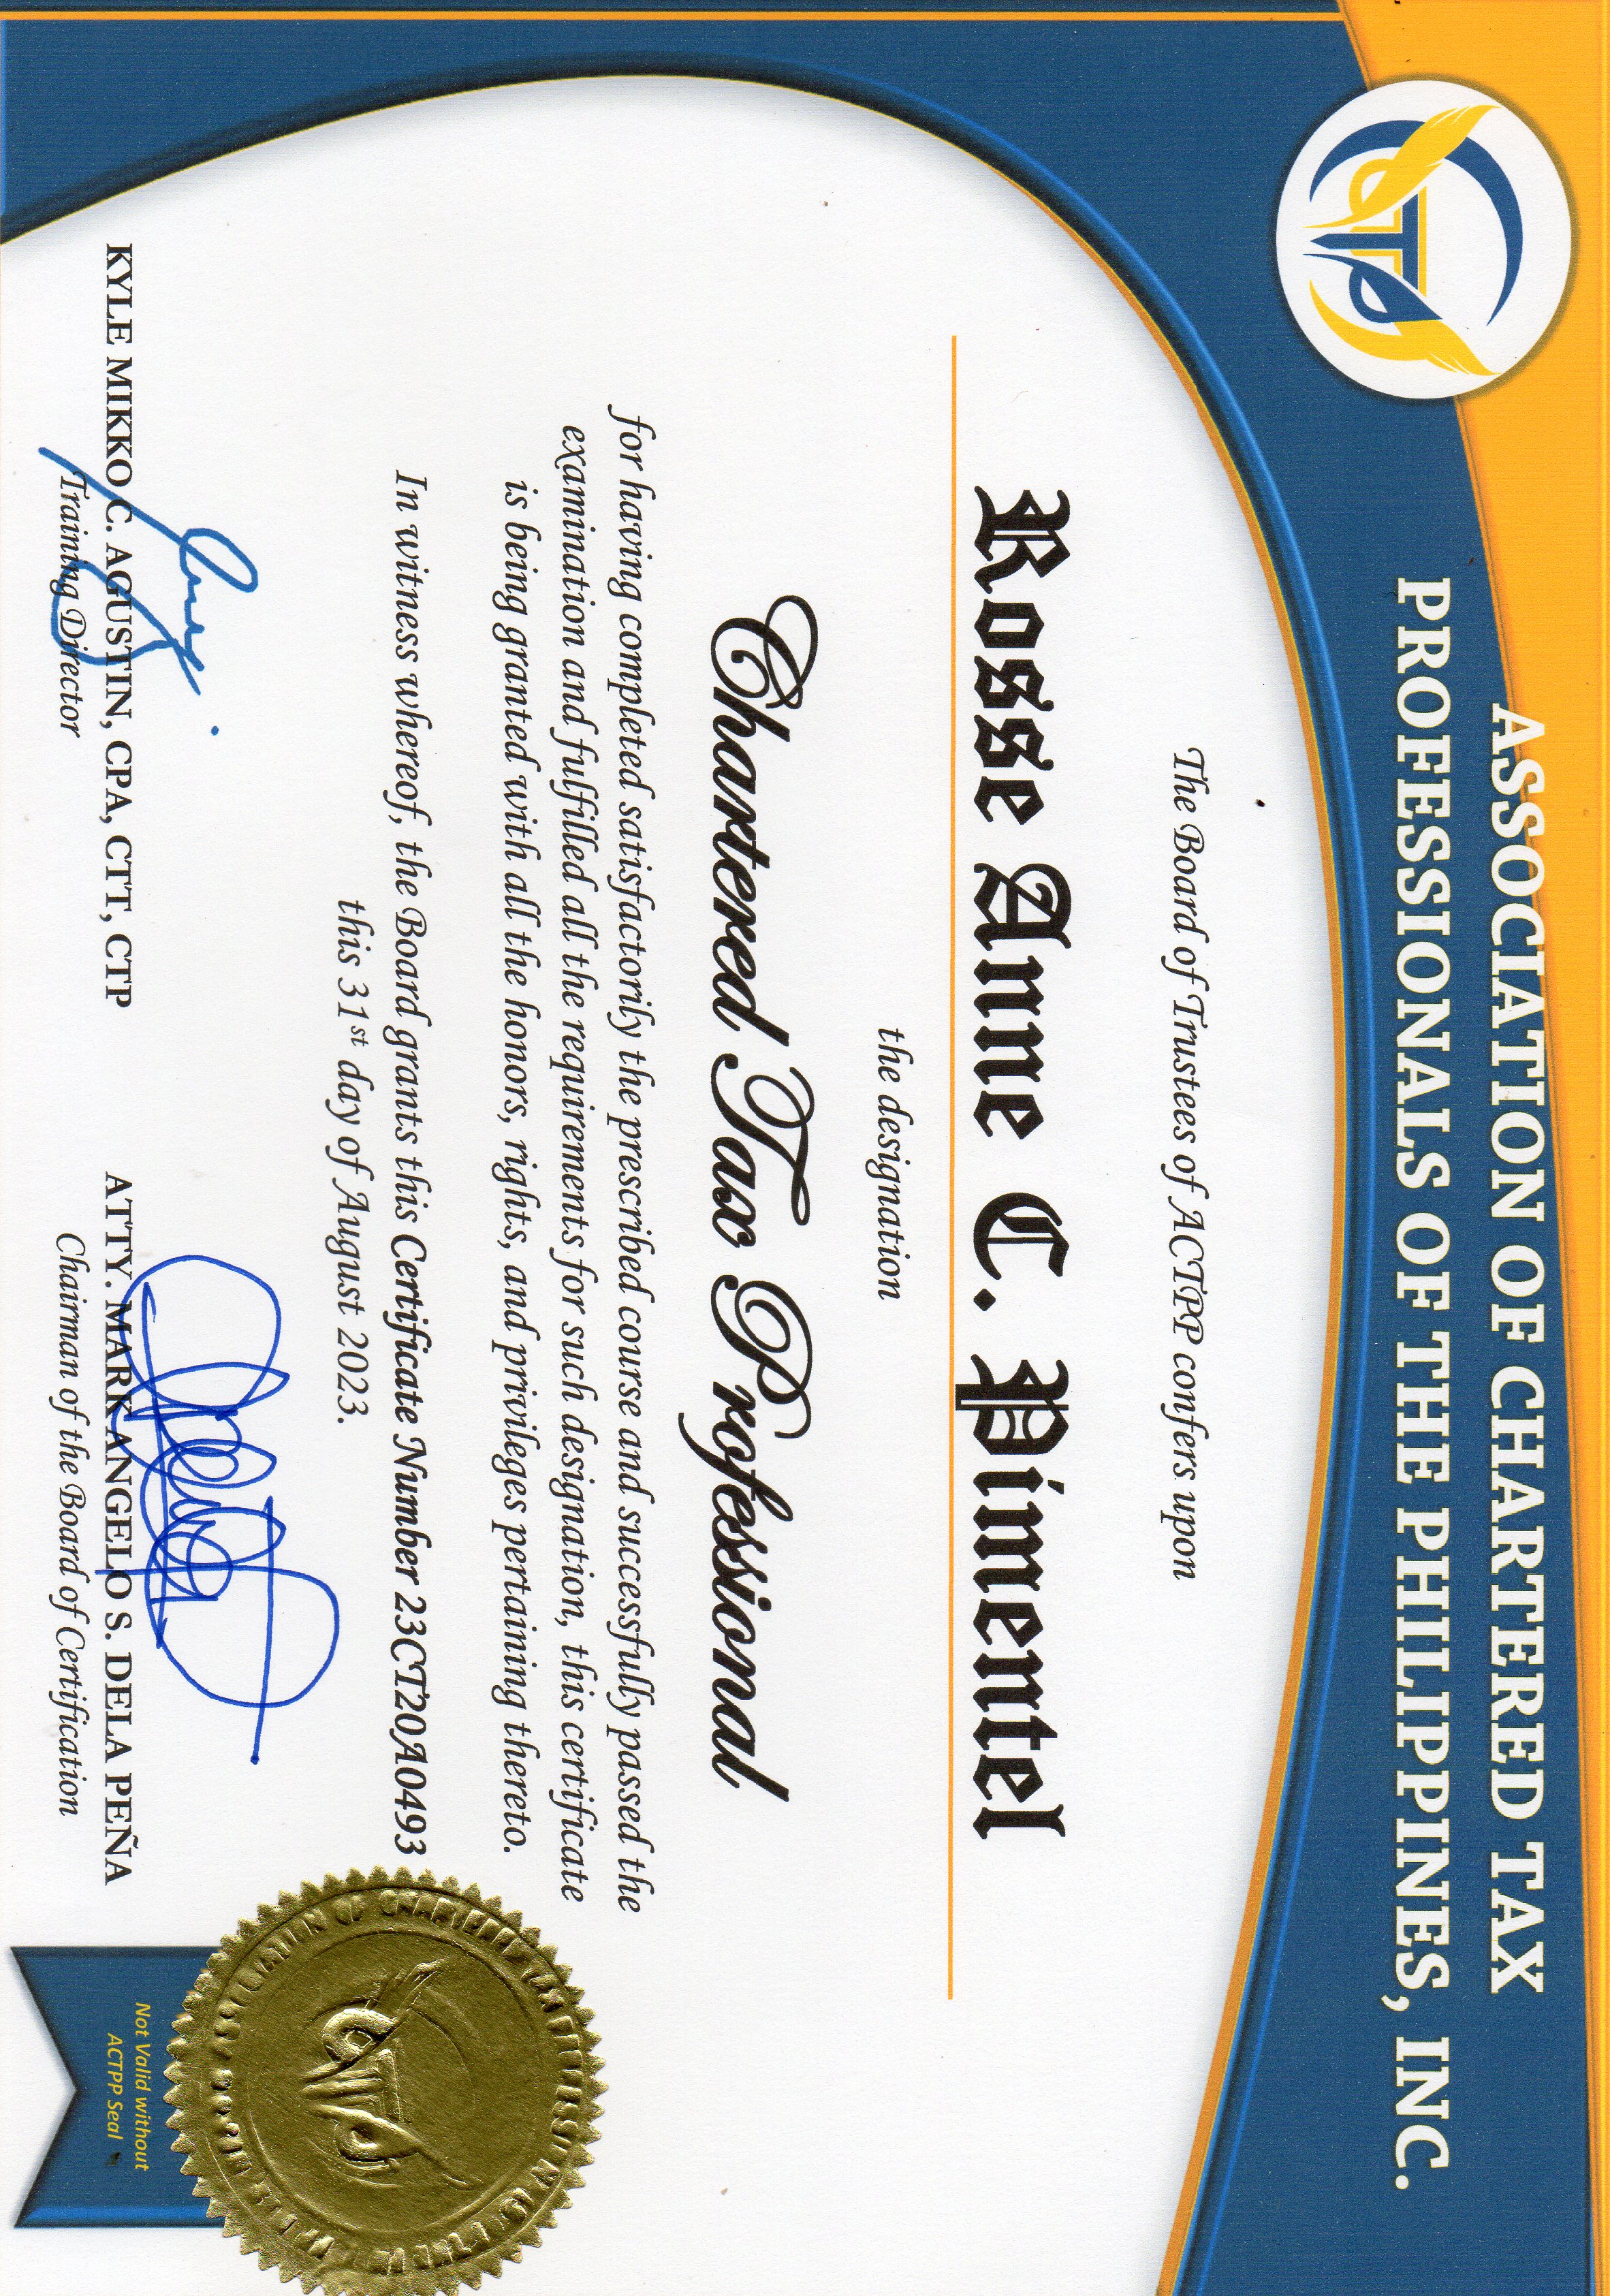 ASSOCIATION OF CHARTERED TAX
PROFESSIONALS OF THE PHILIPPINES, INC.
The Board of Trustees of ACTPP confers upon
Rosse Anne C. Pimentel
the designation
Chartered Tax Professional
for having completed satisfactorily the prescribed course and successfully passed the
examination and fulfilled all the requirements for such designation, this certificate
is being granted with all the honors, rights, and privileges pertaining thereto.
In witness whereof, the Board grants this Certificate Number 23CT20A0493
this 31st day of August 2023.
KYLE MIKKO C. AGUSTIN, CPA, CTT, CTP
Training Director
ATTY. MARK ANGELO S. DELA PEÑA
Chairman of the Board of Certification
Not Valid without
ACTPP Seal